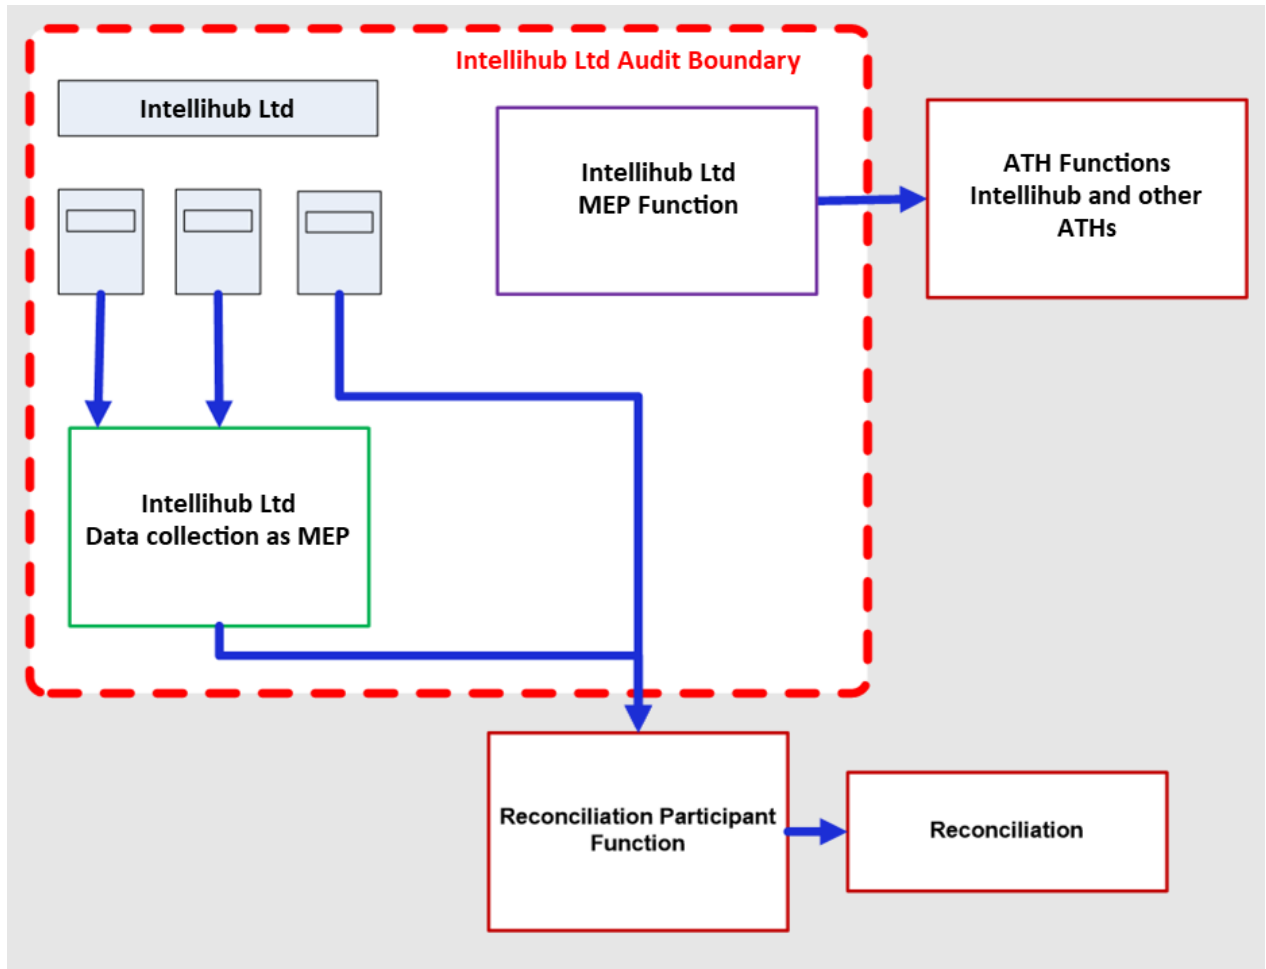 Intellihub Ltd Audit Boundary
Intellihub Ltd
Intellihub Ltd
MEP Function
ATH Functions
Intellihub and other
ATHs
Intellihub Ltd
Data collection as MEP
Reconciliation Participant
Function
Reconciliation